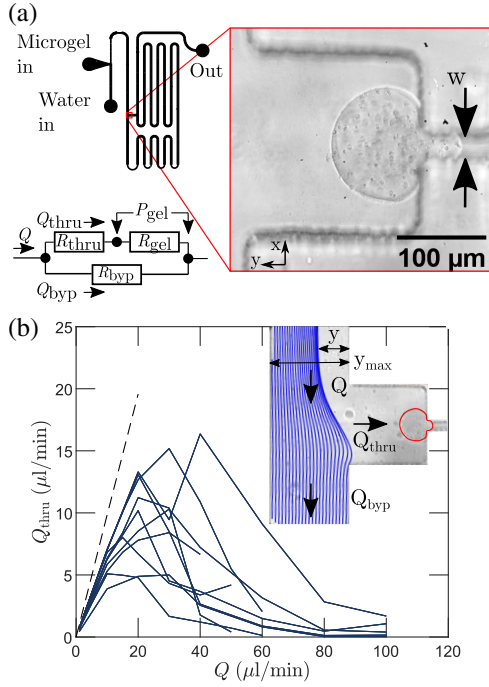 (a)
Microgel
in
Water
in
Out
w
x
y
100 µm
Q_thru
P_gel
Q
R_thru
R_gel
R_byp
Q_byp
(b)
25
20
15
10
5
0
Q_thru (µl/min)
0 20 40 60 80 100 120
Q (µl/min)
y
y_max
Q
Q_thru
Q_byp